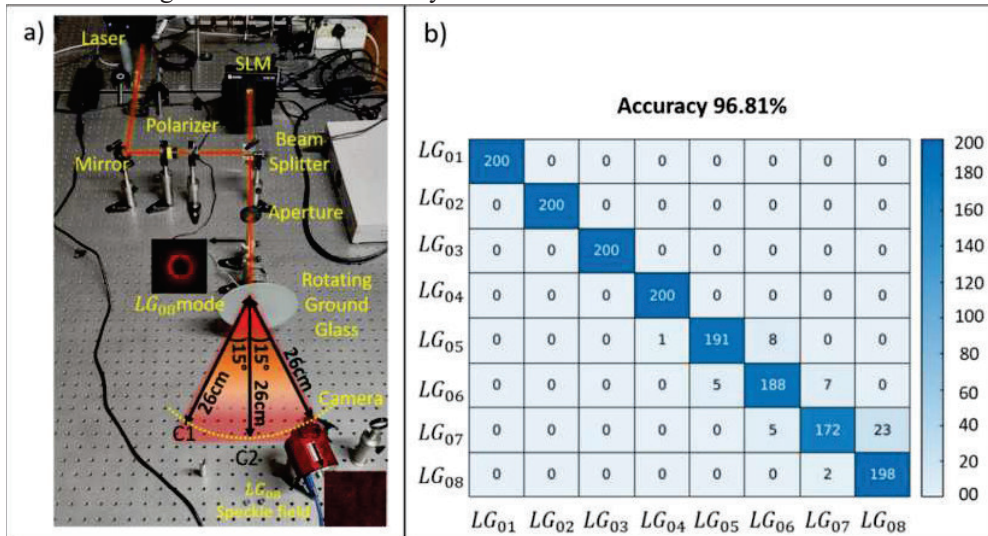 a)
Laser
SLM
Polarizer
Mirror
Beam
Splitter
Aperture
LG₀₈ mode
Rotating
Ground
Glass
15° 15°
26cm 26cm 26cm
Camera
C1
C2
LG₀₈
Speckle field
b)
Accuracy 96.81%
LG₀₁ 200 0 0 0 0 0 0 0
LG₀₂ 0 200 0 0 0 0 0 0
LG₀₃ 0 0 200 0 0 0 0 0
LG₀₄ 0 0 0 200 0 0 0 0
LG₀₅ 0 0 0 1 191 8 0 0
LG₀₆ 0 0 0 0 5 188 7 0
LG₀₇ 0 0 0 0 0 5 172 23
LG₀₈ 0 0 0 0 0 0 2 198
LG₀₁ LG₀₂ LG₀₃ LG₀₄ LG₀₅ LG₀₆ LG₀₇ LG₀₈
200
180
160
140
120
100
80
60
40
20
00